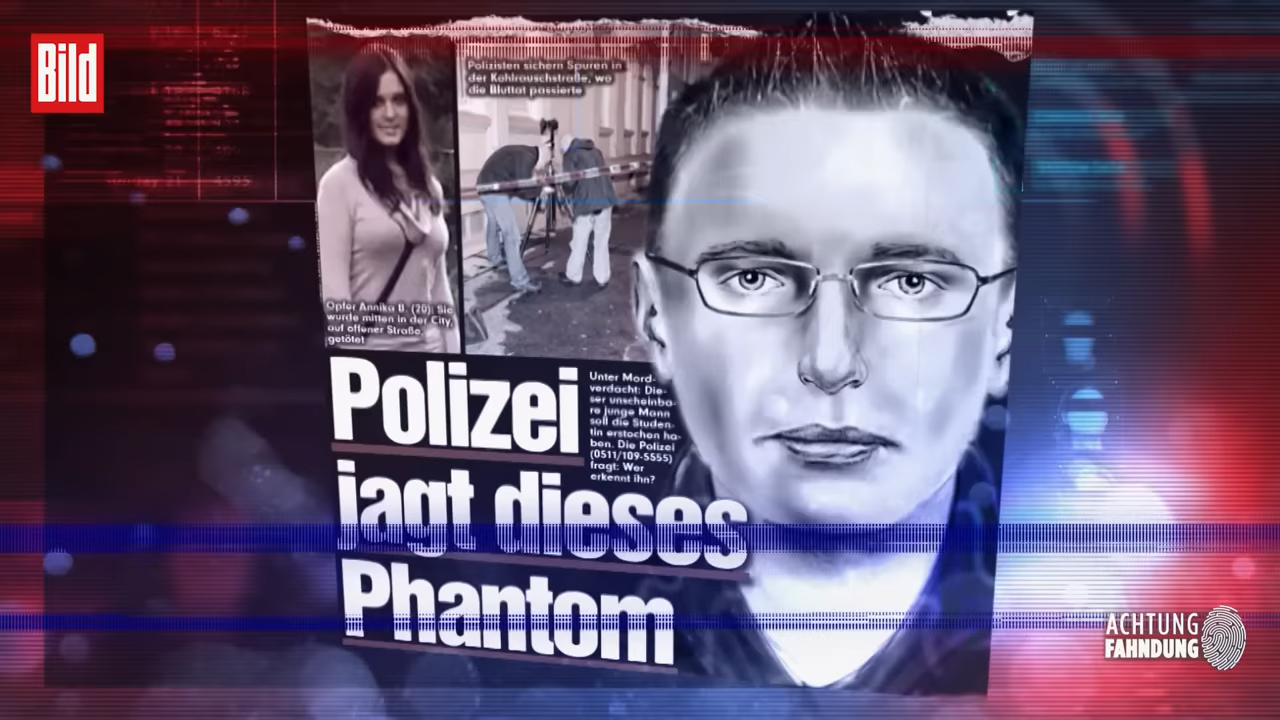 Bild
Polizisten sichern Spuren in
der Kohlrauschstraße, wo
die Bluttat passierte
Opfer Annika B. (20): Sie
wurde mitten in der City,
auf offener Straße,
getötet
Polizei
jagt dieses
Phantom
Unter Mord-
verdacht: Die-
ser unscheinba-
re junge Mann
soll die Studen-
tin erstochen ha-
ben. Die Polizei
(0511/109-5555)
fragt: Wer
erkennt ihn?
ACHTUNG
FAHNDUNG